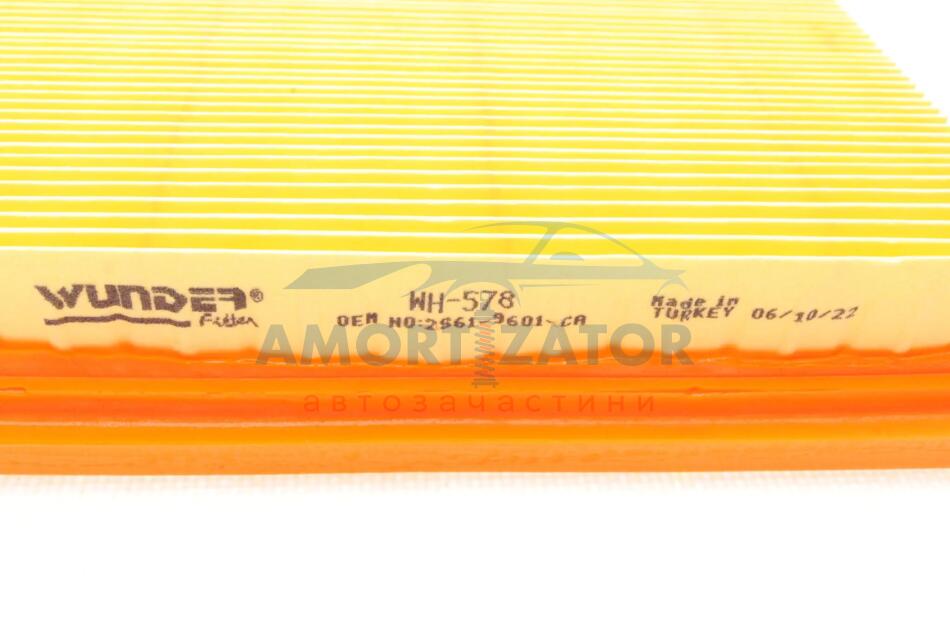 WUNDER® WH-578 Made in
Filter OEM NO:2S61-9601-CA TURKEY 06/10/22
AMORTIZATOR
автозапчастини